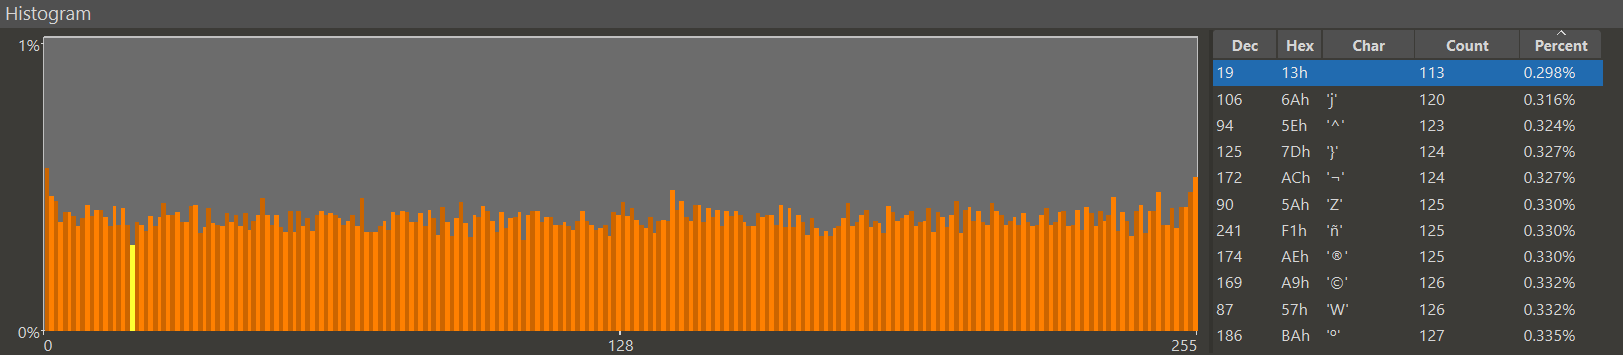 Histogram
1%
0%
0 128 255
Dec Hex Char Count Percent
19 13h 113 0.298%
106 6Ah 'j' 120 0.316%
94 5Eh '^' 123 0.324%
125 7Dh '}' 124 0.327%
172 ACh '¬' 124 0.327%
90 5Ah 'Z' 125 0.330%
241 F1h 'ñ' 125 0.330%
174 AEh '®' 125 0.330%
169 A9h '©' 126 0.332%
87 57h 'W' 126 0.332%
186 BAh 'º' 127 0.335%